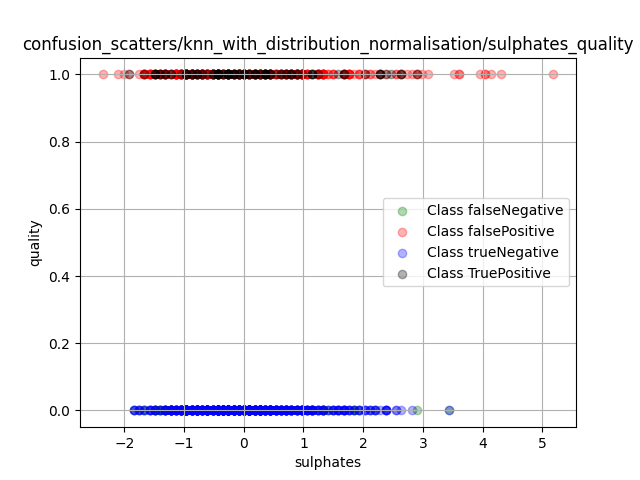 confusion_scatters/knn_with_distribution_normalisation/sulphates_quality
1.0
0.8
0.6
0.4
0.2
0.0
quality
Class falseNegative
Class falsePositive
Class trueNegative
Class TruePositive
−2 −1 0 1 2 3 4 5
sulphates